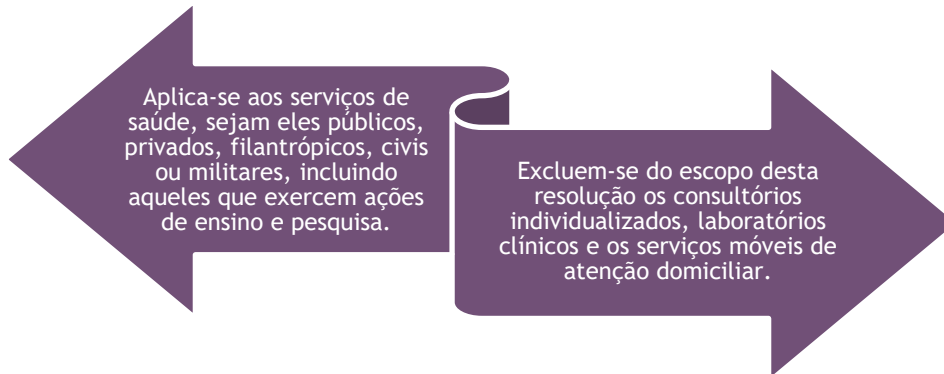 Aplica-se aos serviços de
saúde, sejam eles públicos,
privados, filantrópicos, civis
ou militares, incluindo
aqueles que exercem ações
de ensino e pesquisa.
Excluem-se do escopo desta
resolução os consultórios
individualizados, laboratórios
clínicos e os serviços móveis de
atenção domiciliar.